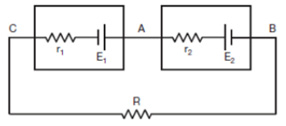 C A B
r₁ E₁ r₂ E₂
R